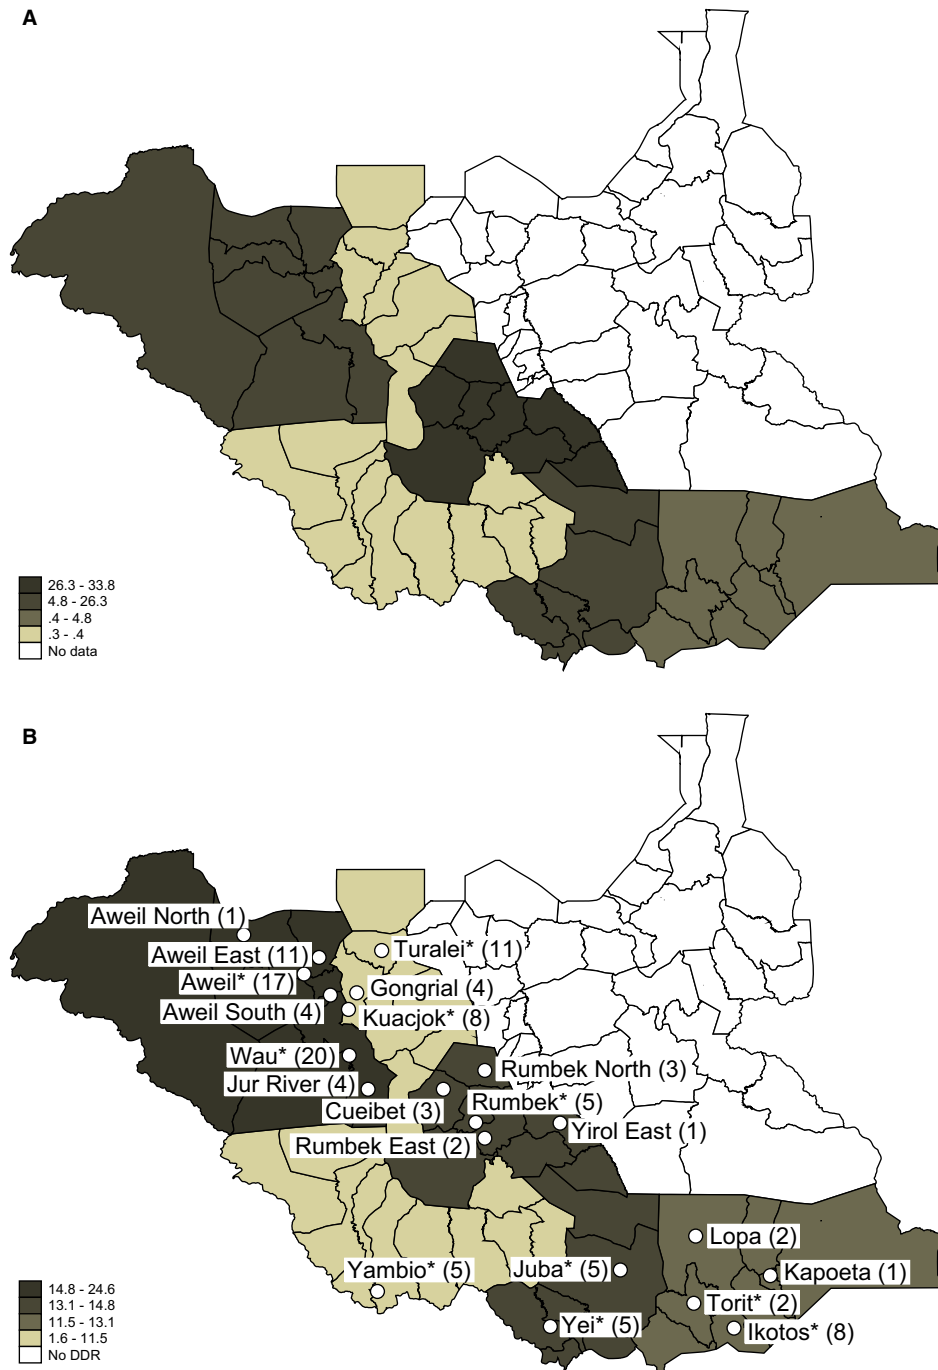 A
26.3 - 33.8
4.8 - 26.3
.4 - 4.8
.3 - .4
No data
B
Aweil North (1)
Aweil East (11)
Turalei* (11)
Aweil* (17)
Gongrial (4)
Aweil South (4)
Kuacjok* (8)
Wau* (20)
Rumbek North (3)
Jur River (4)
Cueibet (3)
Rumbek* (5)
Rumbek East (2)
Yirol East (1)
Lopa (2)
Yambio* (5)
Juba* (5)
Kapoeta (1)
Torit* (2)
Yei* (5)
Ikotos* (8)
14.8 - 24.6
13.1 - 14.8
11.5 - 13.1
1.6 - 11.5
No DDR